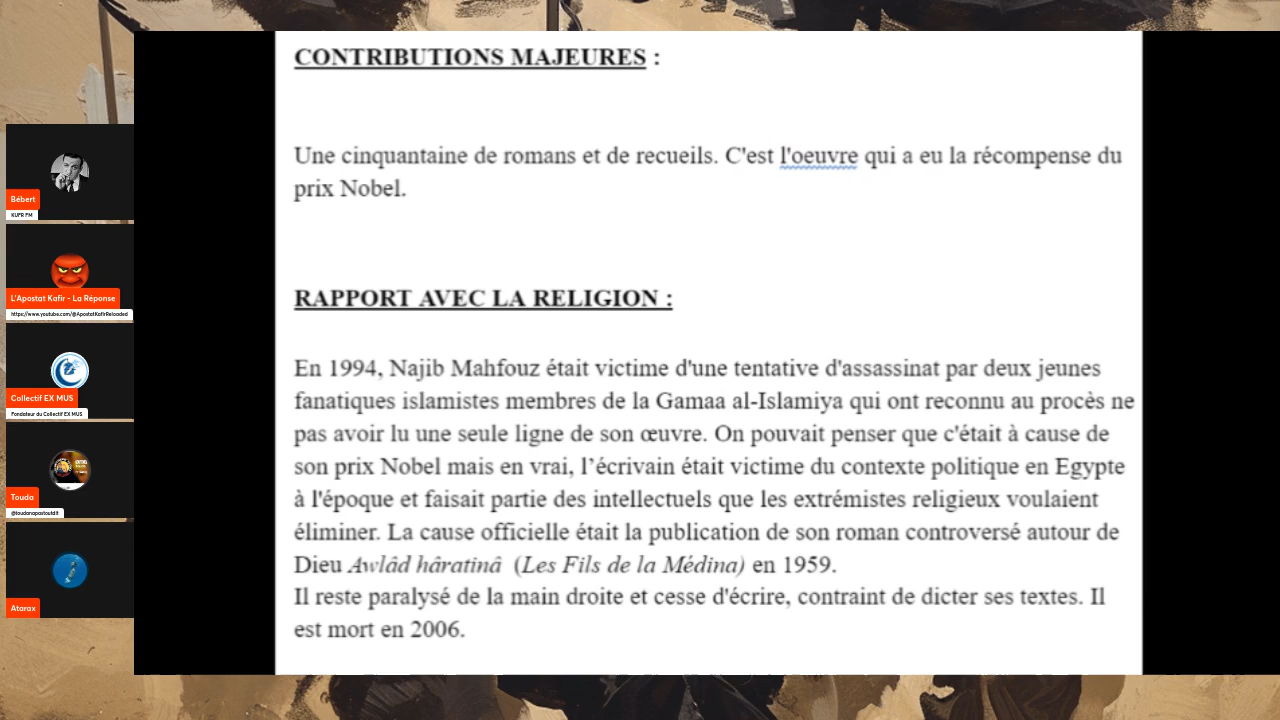 CONTRIBUTIONS MAJEURES :
Une cinquantaine de romans et de recueils. C'est l'oeuvre qui a eu la récompense du
prix Nobel.
RAPPORT AVEC LA RELIGION :
En 1994, Najib Mahfouz était victime d'une tentative d'assassinat par deux jeunes
fanatiques islamistes membres de la Gamaa al-Islamiya qui ont reconnu au procès ne
pas avoir lu une seule ligne de son œuvre. On pouvait penser que c'était à cause de
son prix Nobel mais en vrai, l’écrivain était victime du contexte politique en Egypte
à l'époque et faisait partie des intellectuels que les extrémistes religieux voulaient
éliminer. La cause officielle était la publication de son roman controversé autour de
Dieu Awlâd hâratinâ (Les Fils de la Médina) en 1959.
Il reste paralysé de la main droite et cesse d'écrire, contraint de dicter ses textes. Il
est mort en 2006.
Bébert
KUFR FM
L'Apostat Kafir - La Réponse
https://www.youtube.com/@ApostatKafirReloaded
Collectif EX MUS
Fondateur du Collectif EX MUS
Touda
Atarax